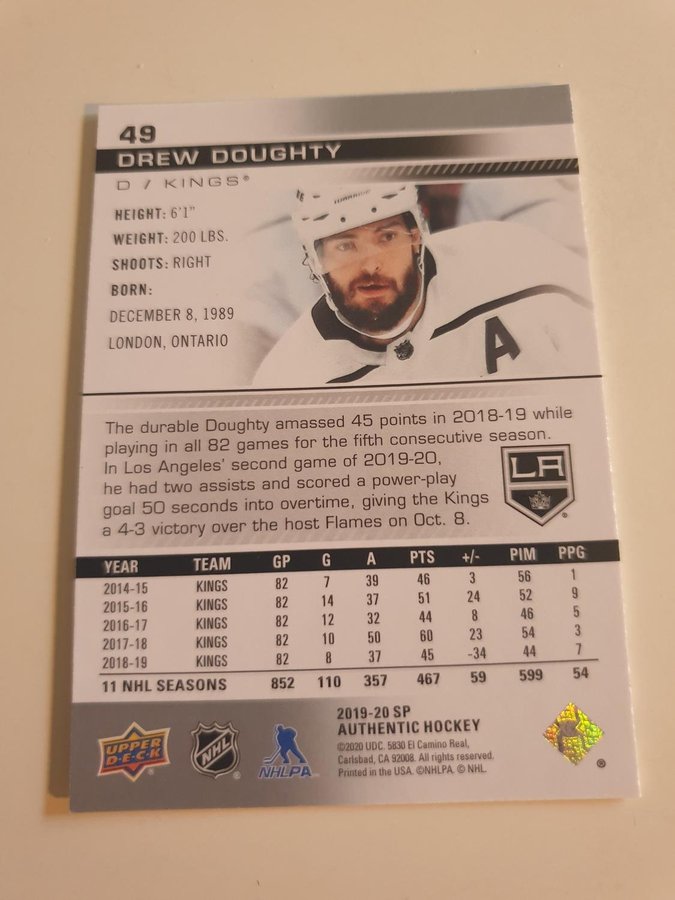 49
DREW DOUGHTY
D / KINGS®
HEIGHT: 6'1"
WEIGHT: 200 LBS.
SHOOTS: RIGHT
BORN:
DECEMBER 8, 1989
LONDON, ONTARIO
A
The durable Doughty amassed 45 points in 2018-19 while
playing in all 82 games for the fifth consecutive season.
In Los Angeles' second game of 2019-20,
he had two assists and scored a power-play
goal 50 seconds into overtime, giving the Kings
a 4-3 victory over the host Flames on Oct. 8.
LA
®
YEAR TEAM GP G A PTS +/- PIM PPG
2014-15 KINGS 82 7 39 46 3 56 1
2015-16 KINGS 82 14 37 51 24 52 9
2016-17 KINGS 82 12 32 44 8 46 5
2017-18 KINGS 82 10 50 60 23 54 3
2018-19 KINGS 82 8 37 45 -34 44 7
11 NHL SEASONS 852 110 357 467 59 599 54
UPPER
DECK
®
NHL
®
NHLPA
2019-20 SP
AUTHENTIC HOCKEY
©2020 UDC. 5830 El Camino Real,
Carlsbad, CA 92008. All rights reserved.
Printed in the USA. ©NHLPA. © NHL.
®